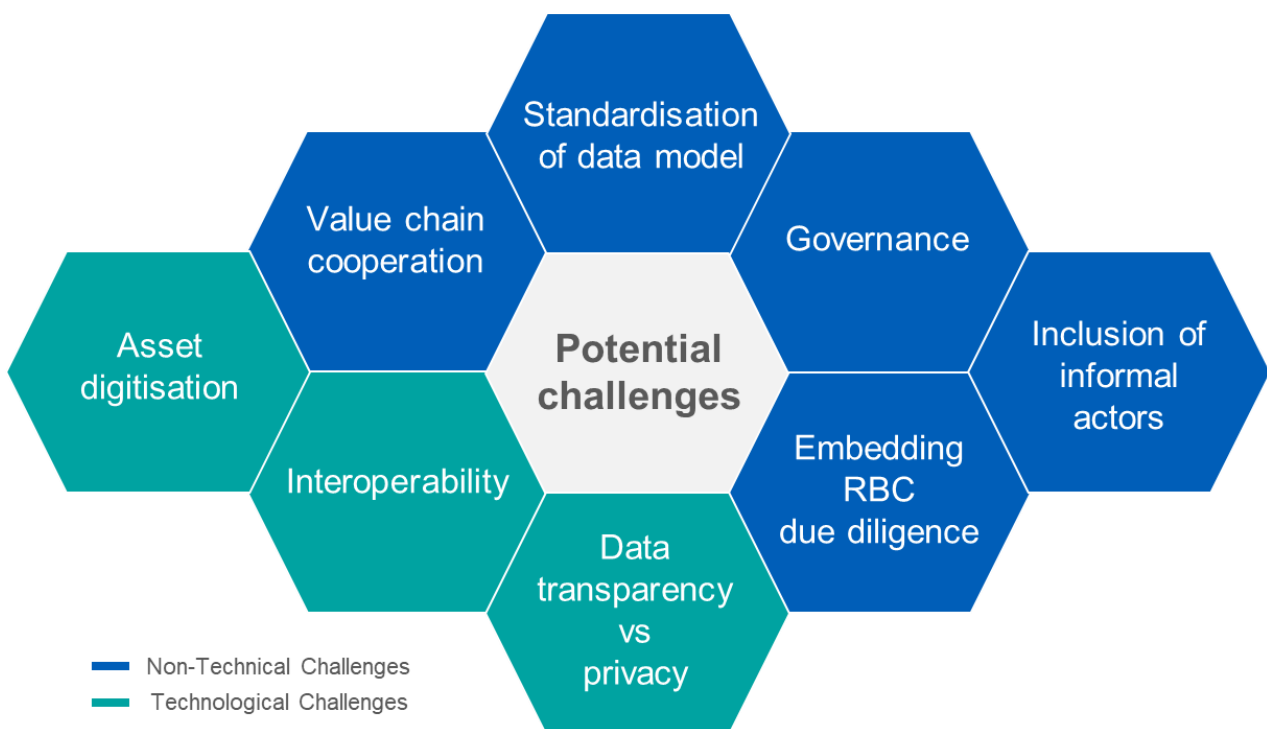 Standardisation
of data model
Value chain
cooperation
Governance
Asset
digitisation
Potential
challenges
Inclusion of
informal
actors
Interoperability
Embedding
RBC
due diligence
Data
transparency
vs
privacy
Non-Technical Challenges
Technological Challenges